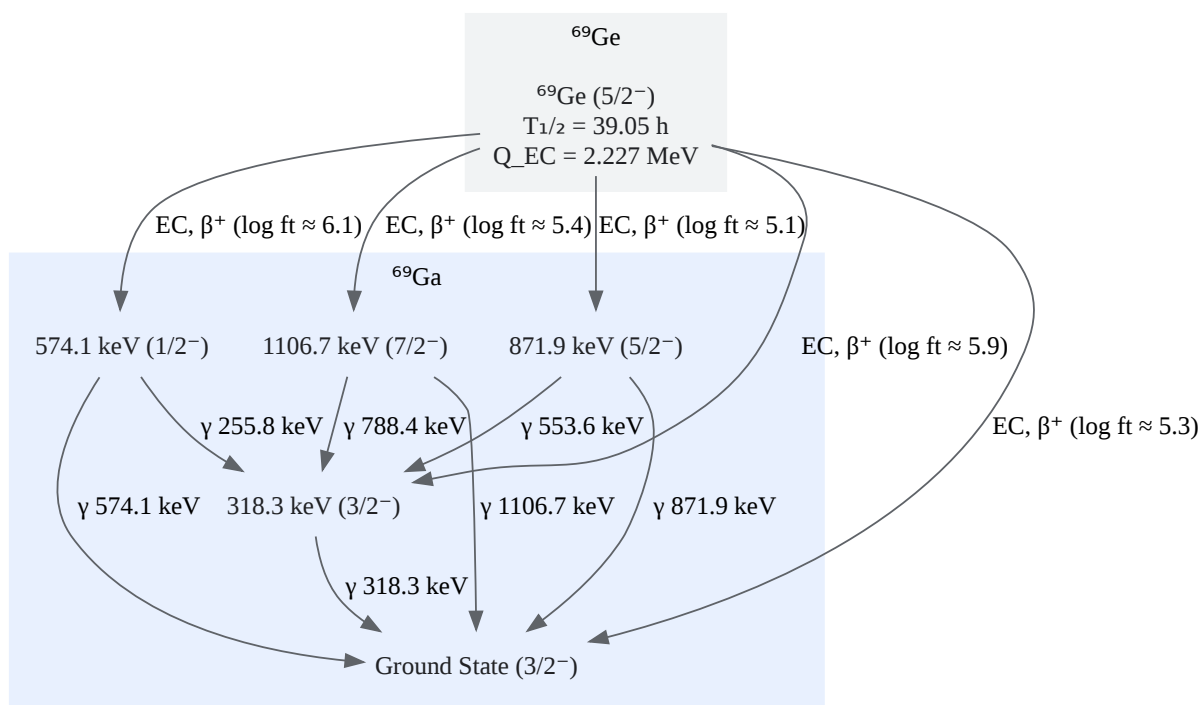 ⁶⁹Ge
⁶⁹Ge (5/2⁻)
T₁/₂ = 39.05 h
Q_EC = 2.227 MeV
EC, β⁺ (log ft ≈ 6.1)
EC, β⁺ (log ft ≈ 5.4)
EC, β⁺ (log ft ≈ 5.1)
⁶⁹Ga
574.1 keV (1/2⁻)
1106.7 keV (7/2⁻)
871.9 keV (5/2⁻)
EC, β⁺ (log ft ≈ 5.9)
γ 255.8 keV
γ 788.4 keV
γ 553.6 keV
EC, β⁺ (log ft ≈ 5.3)
γ 574.1 keV
318.3 keV (3/2⁻)
γ 1106.7 keV
γ 871.9 keV
γ 318.3 keV
Ground State (3/2⁻)